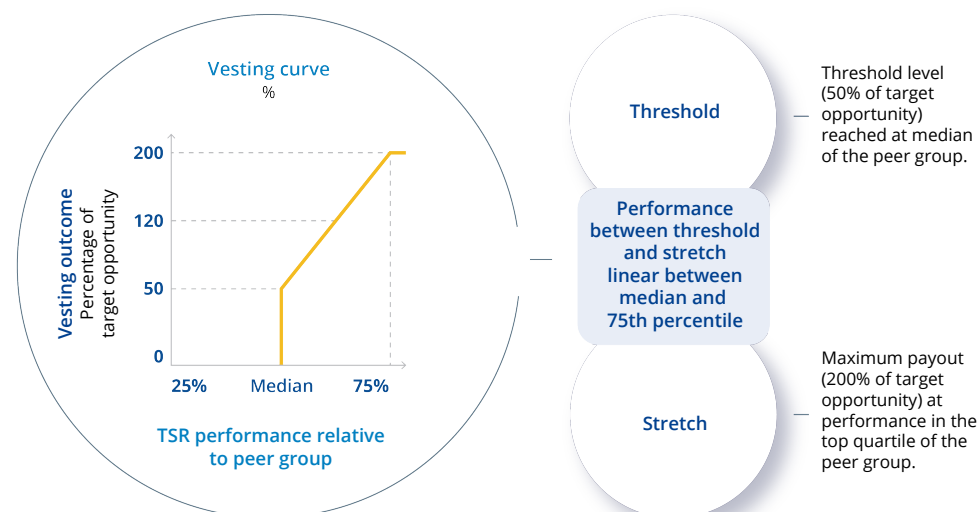 Vesting curve
%
Vesting outcome
Percentage of
target opportunity
200
120
50
0
25%
Median
75%
TSR performance relative
to peer group
Threshold
Threshold level
(50% of target
opportunity)
reached at median
of the peer group.
Performance
between threshold
and stretch
linear between
median and
75th percentile
Stretch
Maximum payout
(200% of target
opportunity) at
performance in the
top quartile of the
peer group.